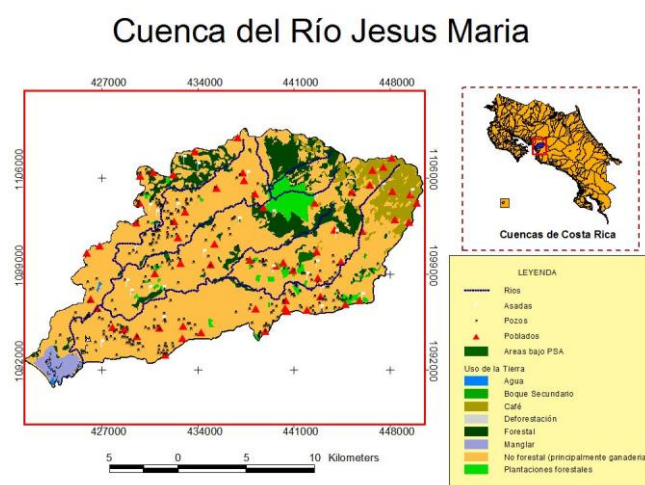 Cuenca del Río Jesus Maria
427000 434000 441000 448000
1106000 1106000
1099000 1099000
1092000 1092000
427000 434000 441000 448000
5 0 5 10 Kilometers
Cuencas de Costa Rica
LEYENDA
Rios
Asadas
Pozos
Poblados
Areas bajo PSA
Uso de la Tierra
Agua
Boque Secundario
Café
Deforestación
Forestal
Manglar
No forestal (principalmente ganaderia
Plantaciones forestales